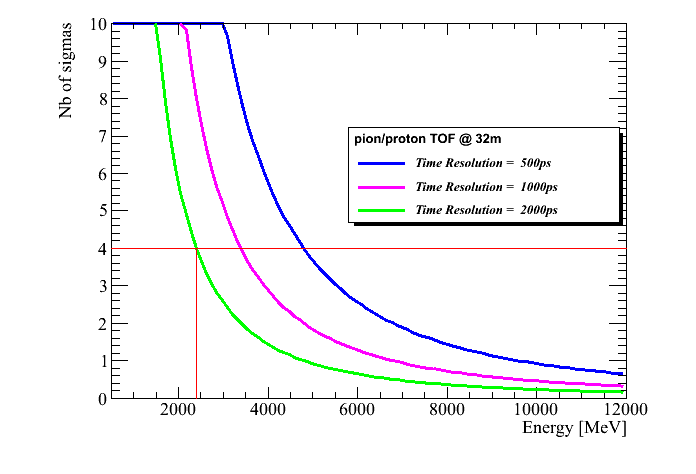 Nb of sigmas
10
9
8
7
6
5
4
3
2
1
0
pion/proton TOF @ 32m
Time Resolution = 500ps
Time Resolution = 1000ps
Time Resolution = 2000ps
2000 4000 6000 8000 10000 12000
Energy [MeV]